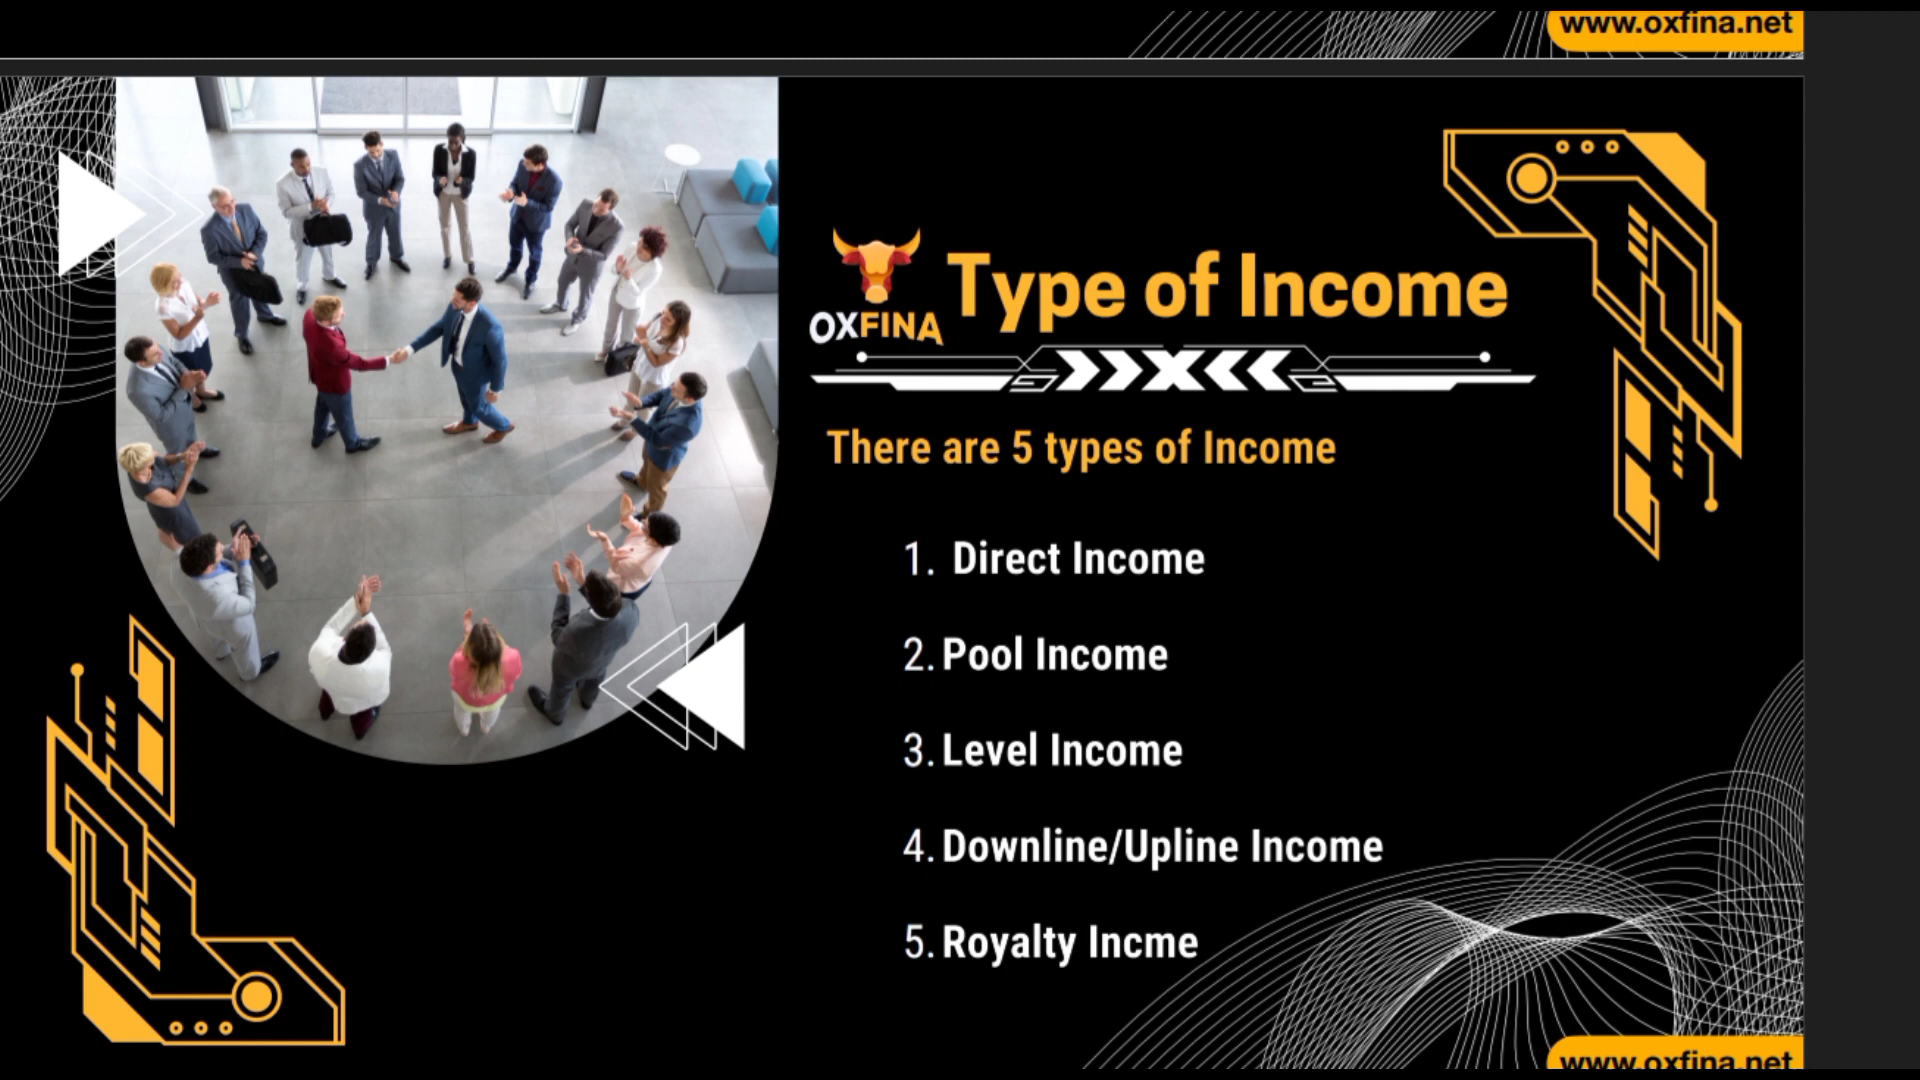 www.oxfina.net
OXFINA
Type of Income
There are 5 types of Income
1. Direct Income
2. Pool Income
3. Level Income
4. Downline/Upline Income
5. Royalty Incme
www.oxfina.net